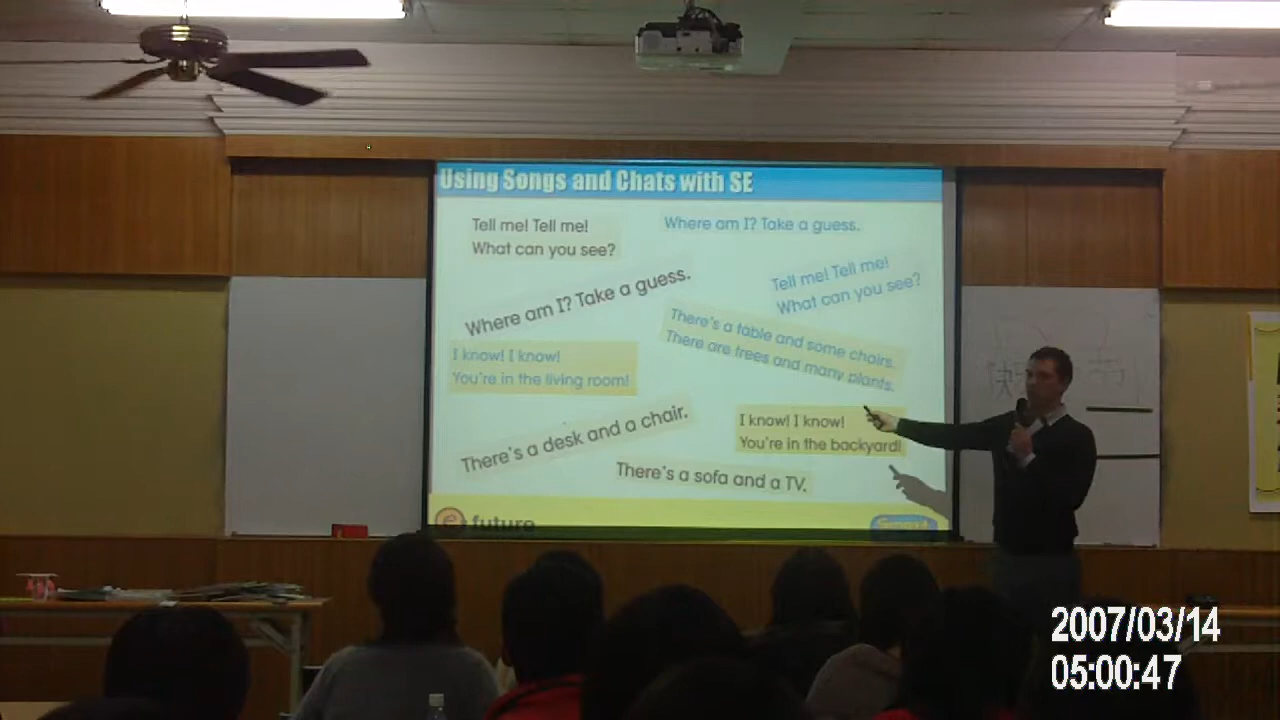 Using Songs and Chats with SE
Tell me! Tell me!
What can you see?
Where am I? Take a guess.
Tell me! Tell me!
What can you see?
Where am I? Take a guess.
There's a table and some chairs.
There are trees and many plants.
I know! I know!
You're in the living room!
There's a desk and a chair.
I know! I know!
You're in the backyard!
There's a sofa and a TV.
e future
2007/03/14
05:00:47